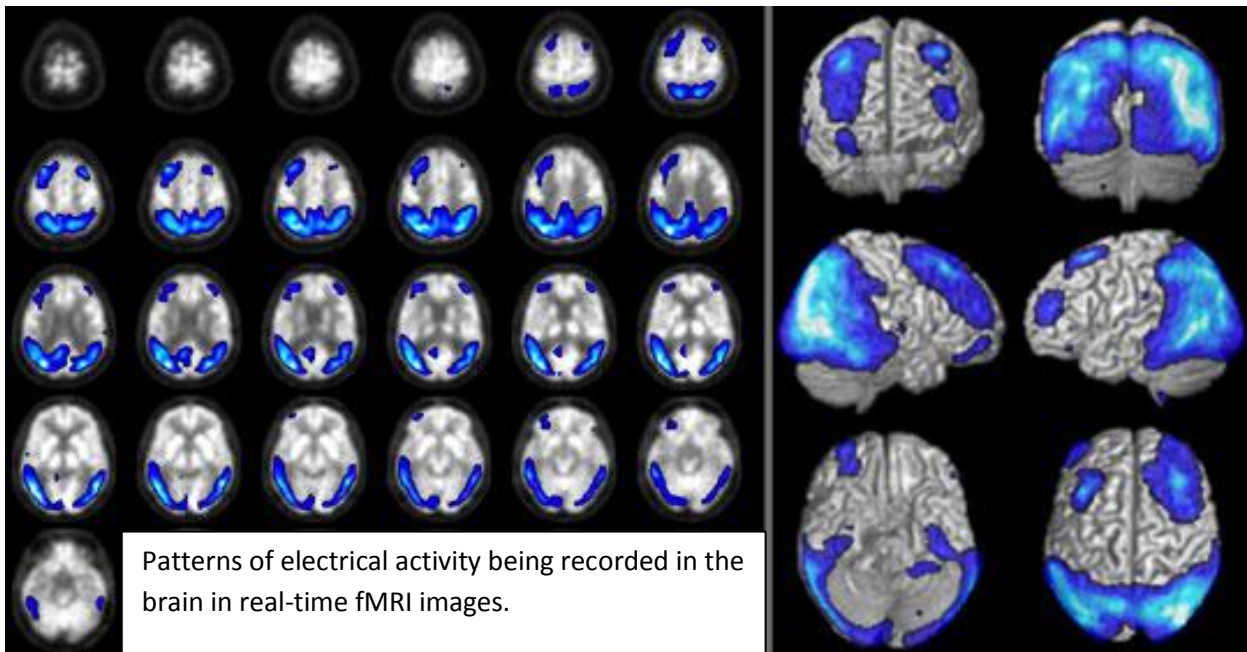 Patterns of electrical activity being recorded in the
brain in real-time fMRI images.